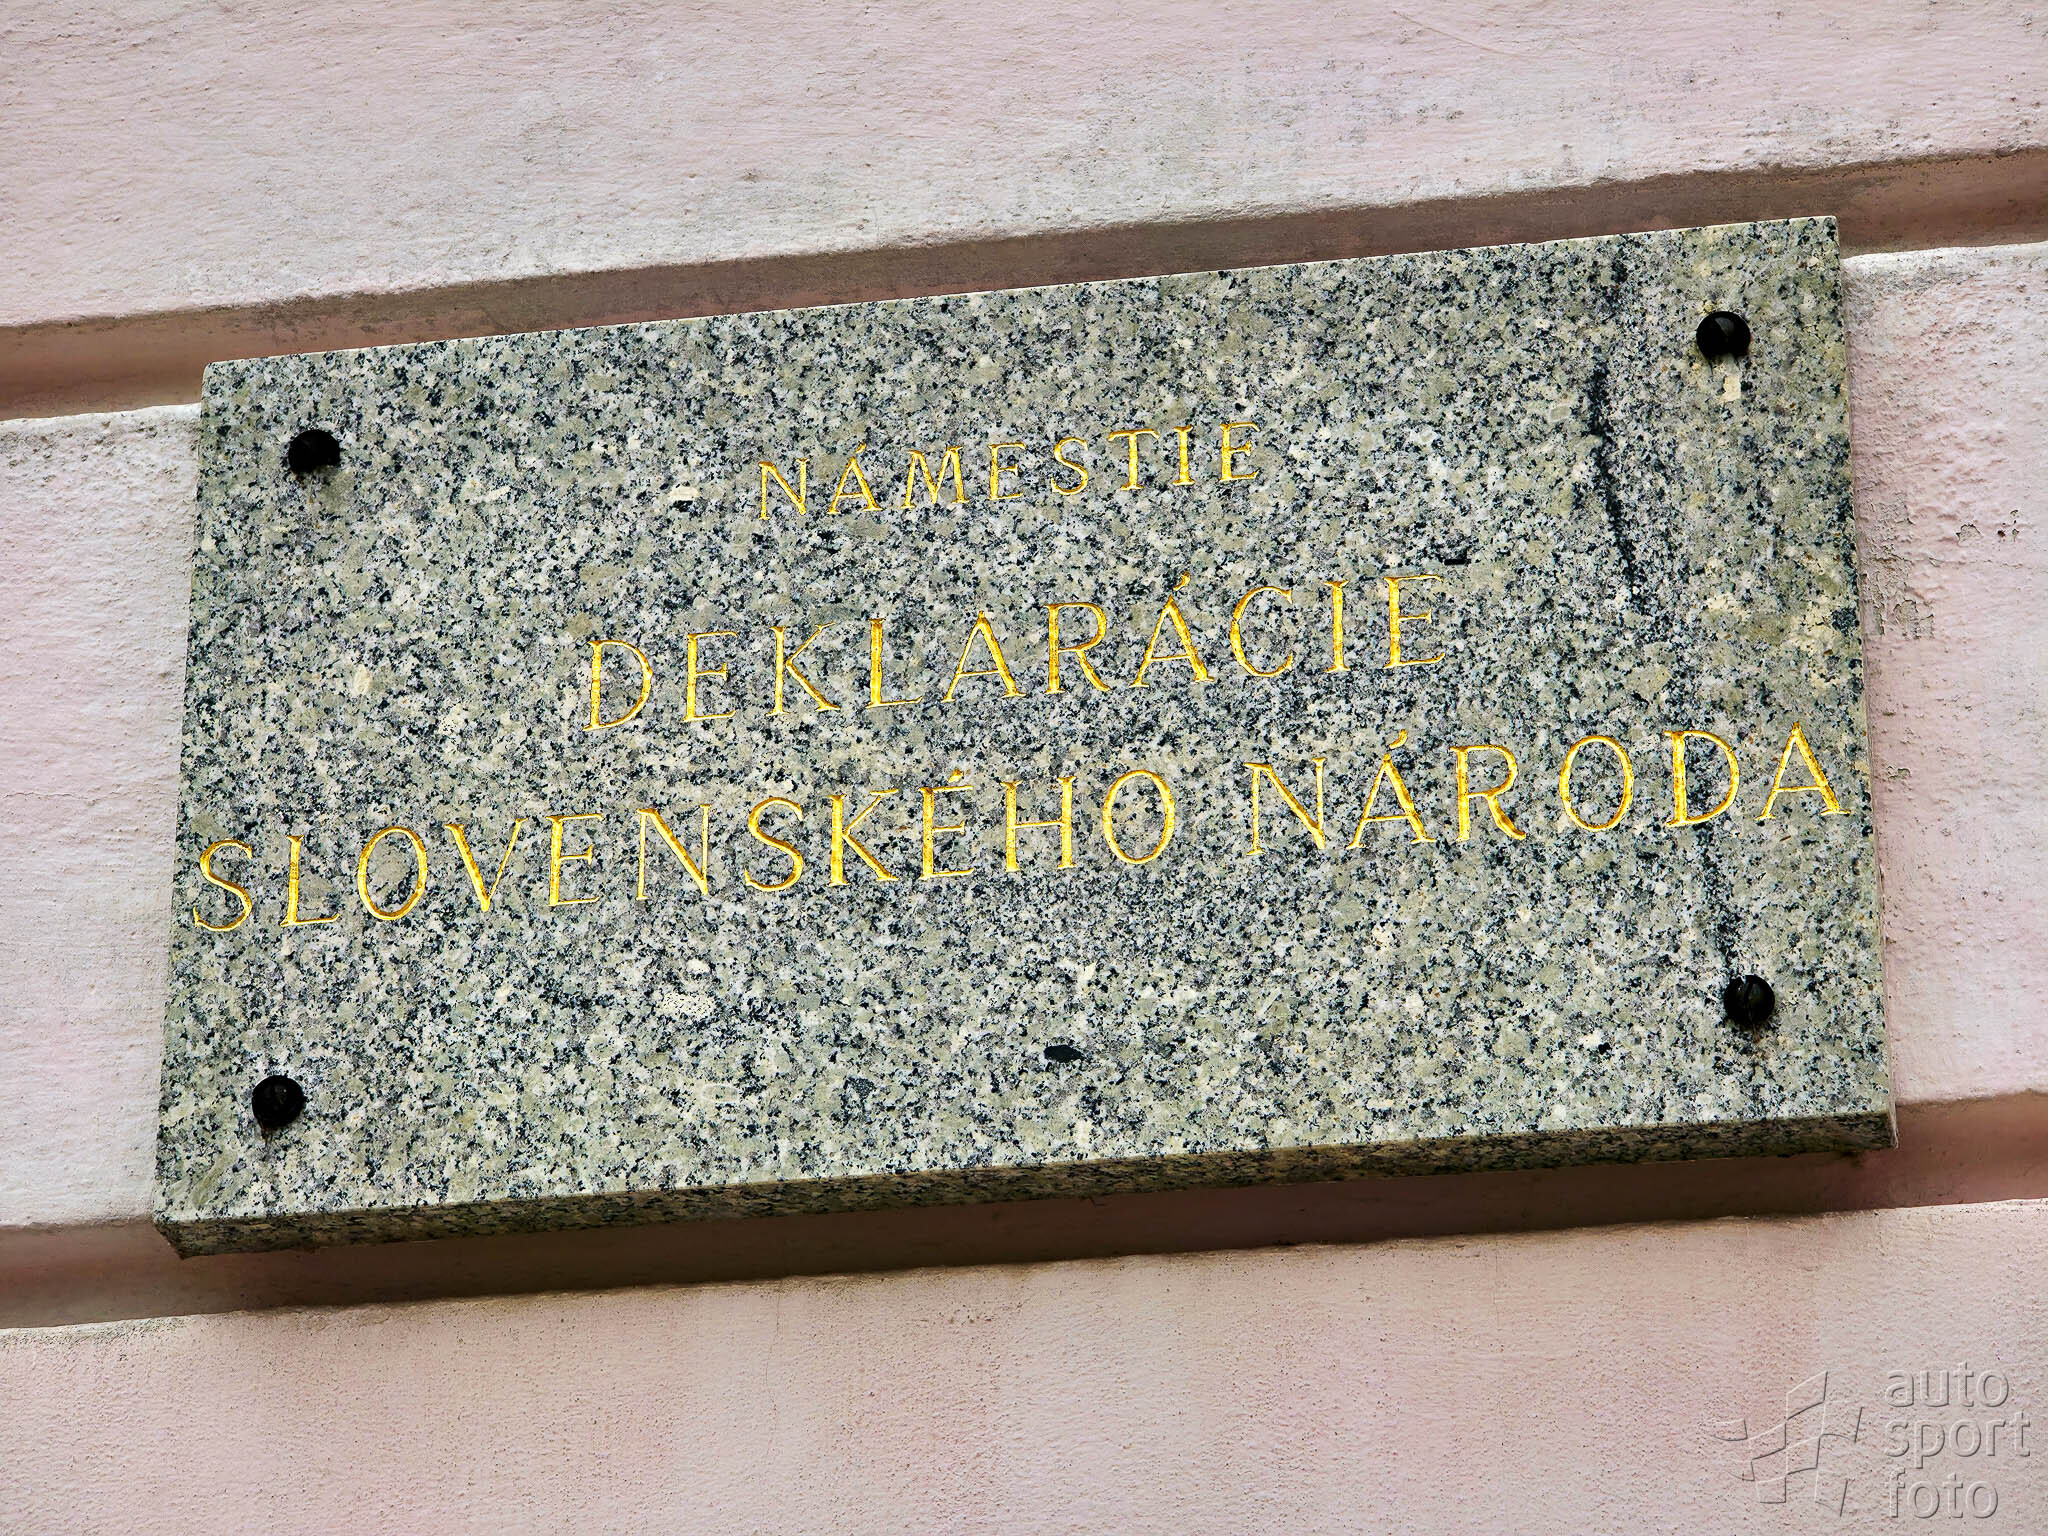 NÁMESTIE
DEKLARÁCIE
SLOVENSKÉHO NÁRODA
auto
sport
foto